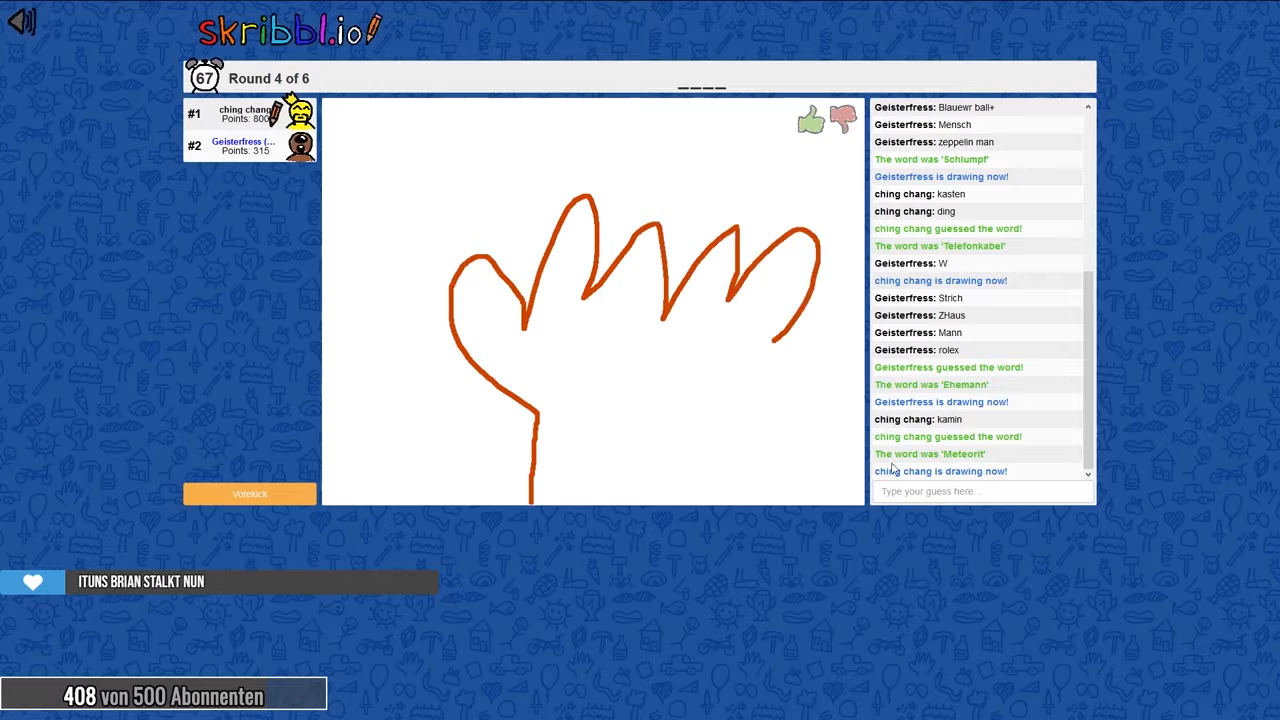 skribbl.io
67 Round 4 of 6
____
#1 ching chang
Points: 800
#2 Geisterfress (...
Points: 315
Votekick
Geisterfress: Blauewr ball+
Geisterfress: Mensch
Geisterfress: zeppelin man
The word was 'Schlumpf'
Geisterfress is drawing now!
ching chang: kasten
ching chang: ding
ching chang guessed the word!
The word was 'Telefonkabel'
Geisterfress: W
ching chang is drawing now!
Geisterfress: Strich
Geisterfress: ZHaus
Geisterfress: Mann
Geisterfress: rolex
Geisterfress guessed the word!
The word was 'Ehemann'
Geisterfress is drawing now!
ching chang: kamin
ching chang guessed the word!
The word was 'Meteorit'
ching chang is drawing now!
Type your guess here...
ITUNS BRIAN STALKT NUN
408 von 500 Abonnenten